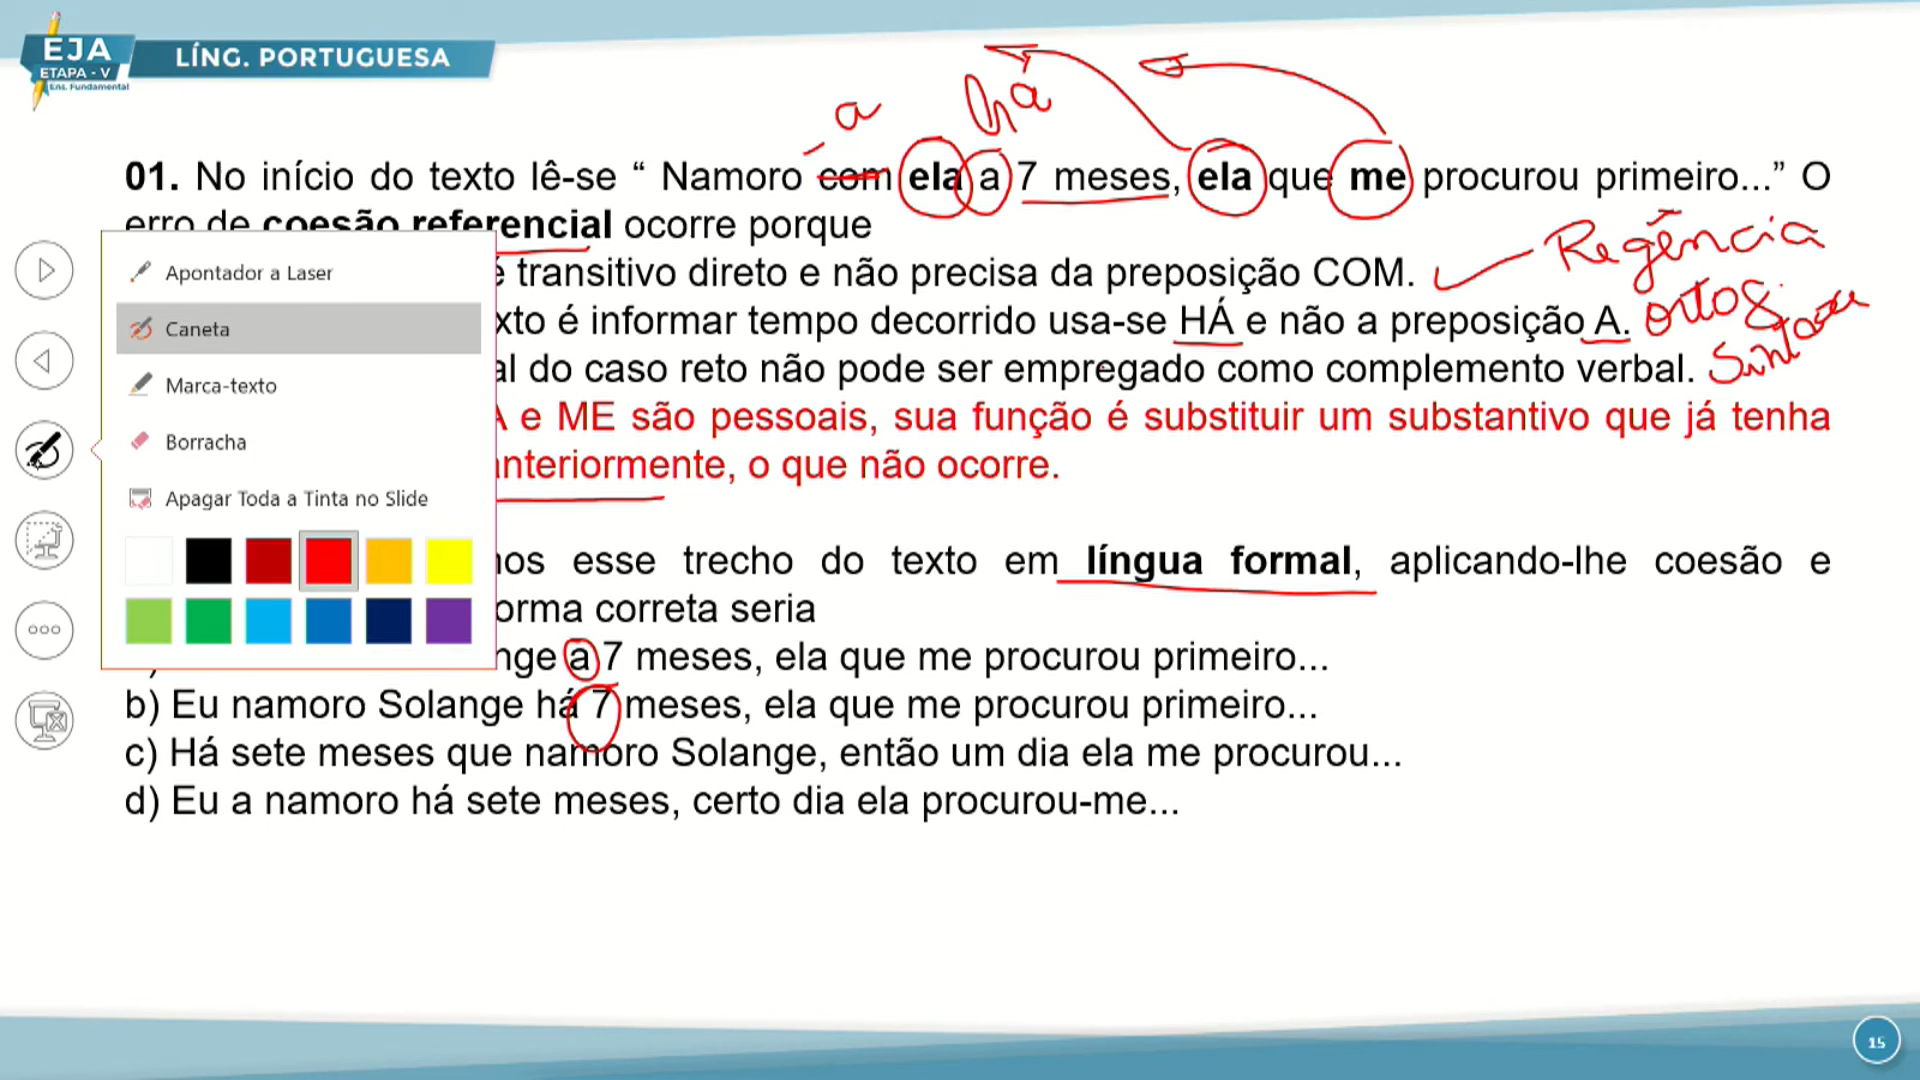 EJA
ETAPA - V
Ens. Fundamental
LÍNG. PORTUGUESA
a
há
01. No início do texto lê-se “ Namoro com ela a 7 meses, ela que me procurou primeiro...” O
erro de coesão referencial ocorre porque
é transitivo direto e não precisa da preposição COM.
Regência
xto é informar tempo decorrido usa-se HÁ e não a preposição A.
ortog.
al do caso reto não pode ser empregado como complemento verbal.
Sintaxe
A e ME são pessoais, sua função é substituir um substantivo que já tenha
anteriormente, o que não ocorre.
Apontador a Laser
Caneta
Marca-texto
Borracha
Apagar Toda a Tinta no Slide
nos esse trecho do texto em língua formal, aplicando-lhe coesão e
orma correta seria
nge a 7 meses, ela que me procurou primeiro...
b) Eu namoro Solange há 7 meses, ela que me procurou primeiro...
c) Há sete meses que namoro Solange, então um dia ela me procurou...
d) Eu a namoro há sete meses, certo dia ela procurou-me...
15